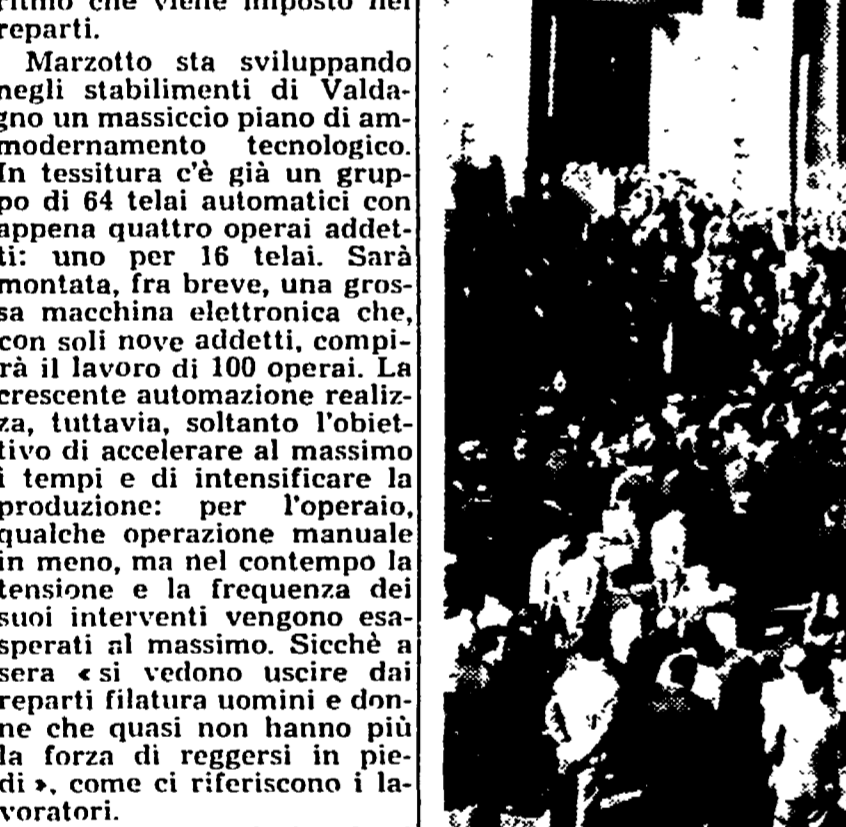 ritmo che viene imposto nei
reparti.
Marzotto sta sviluppando
negli stabilimenti di Valda-
gno un massiccio piano di am-
modernamento tecnologico.
In tessitura c'è già un grup-
po di 64 telai automatici con
appena quattro operai addet-
ti: uno per 16 telai. Sarà
montata, fra breve, una gros-
sa macchina elettronica che,
con soli nove addetti, compi-
rà il lavoro di 100 operai. La
crescente automazione realiz-
za, tuttavia, soltanto l'obiet-
tivo di accelerare al massimo
i tempi e di intensificare la
produzione: per l'operaio,
qualche operazione manuale
in meno, ma nel contempo la
tensione e la frequenza dei
suoi interventi vengono esa-
sperati al massimo. Sicchè a
sera « si vedono uscire dai
reparti filatura uomini e don-
ne che quasi non hanno più
la forza di reggersi in pie-
di », come ci riferiscono i la-
voratori.